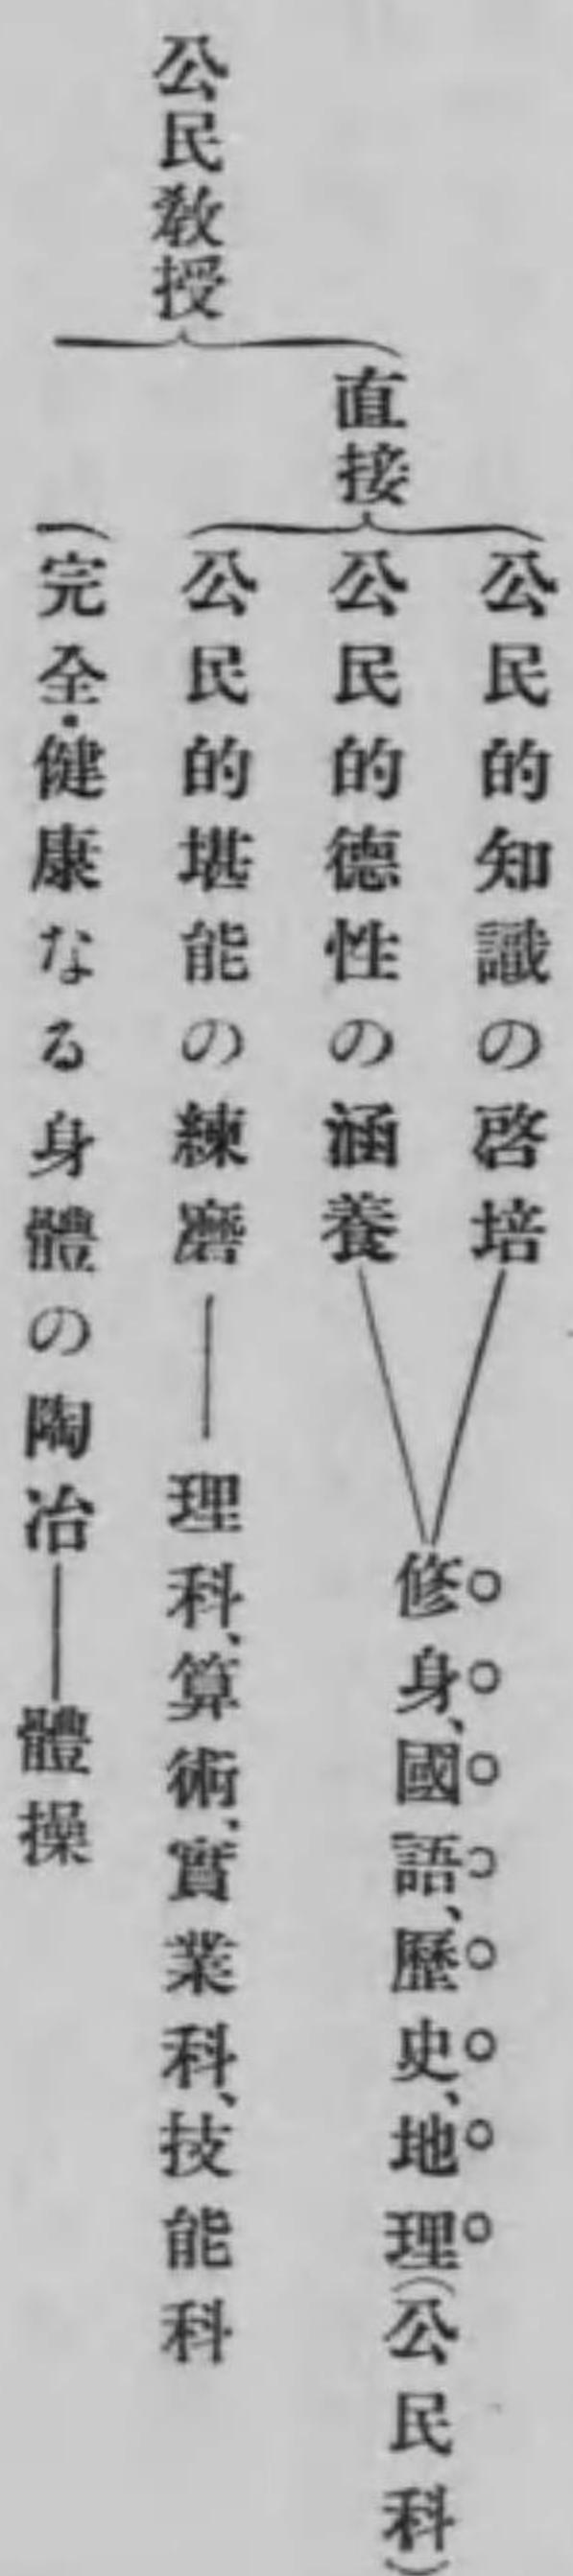 公民敎授
直接
公民的知識の啓培
公民的德性の涵養
修身、國語、歷史、地理(公民科)
公民的堪能の練磨——理科、算術、實業科、技能科
完全・健康なる身體の陶冶——體操